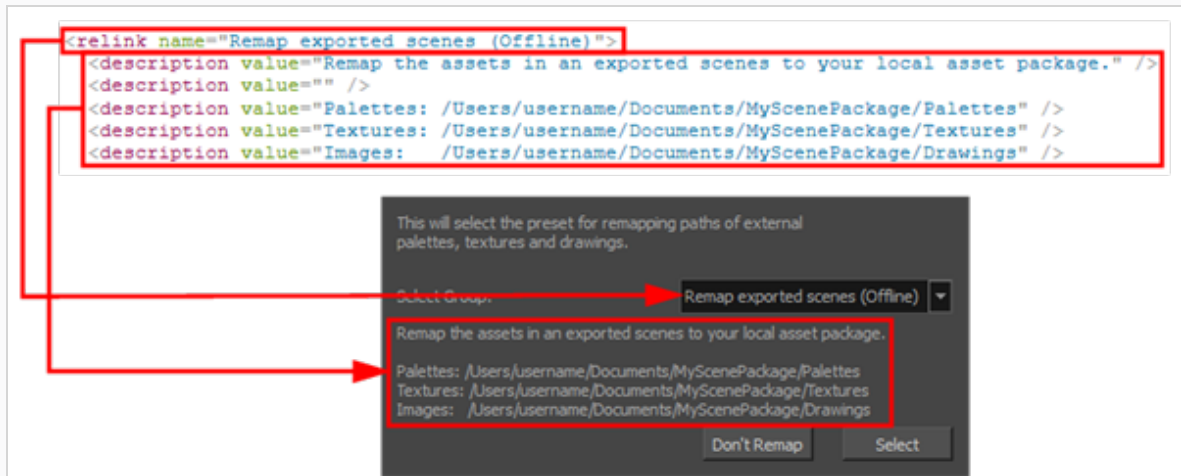 <relink name="Remap exported scenes (Offline)">
<description value="Remap the assets in an exported scenes to your local asset package." />
<description value="" />
<description value="Palettes: /Users/username/Documents/MyScenePackage/Palettes" />
<description value="Textures: /Users/username/Documents/MyScenePackage/Textures" />
<description value="Images:   /Users/username/Documents/MyScenePackage/Drawings" />
This will select the preset for remapping paths of external
palettes, textures and drawings.
Select Group: Remap exported scenes (Offline)
Remap the assets in an exported scenes to your local asset package.
Palettes: /Users/username/Documents/MyScenePackage/Palettes
Textures: /Users/username/Documents/MyScenePackage/Textures
Images:   /Users/username/Documents/MyScenePackage/Drawings
Don't Remap Select